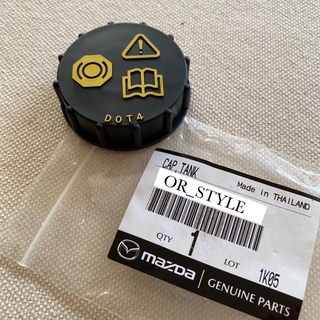 DOT4
CAP, TANK
Made in THAILAND
OR_STYLE
QTY 1 LOT 1K05
mazda GENUINE PARTS